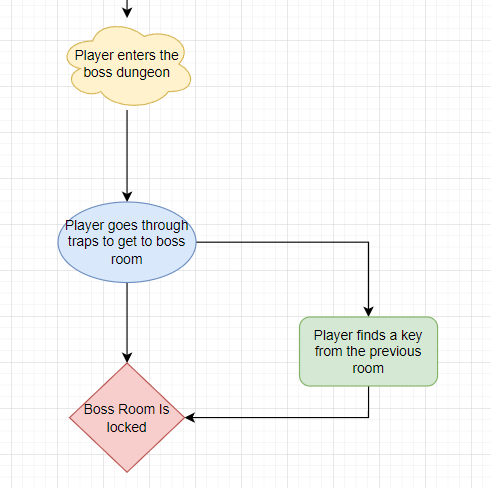 Player enters the
boss dungeon
Player goes through
traps to get to boss
room
Player finds a key
from the previous
room
Boss Room Is
locked